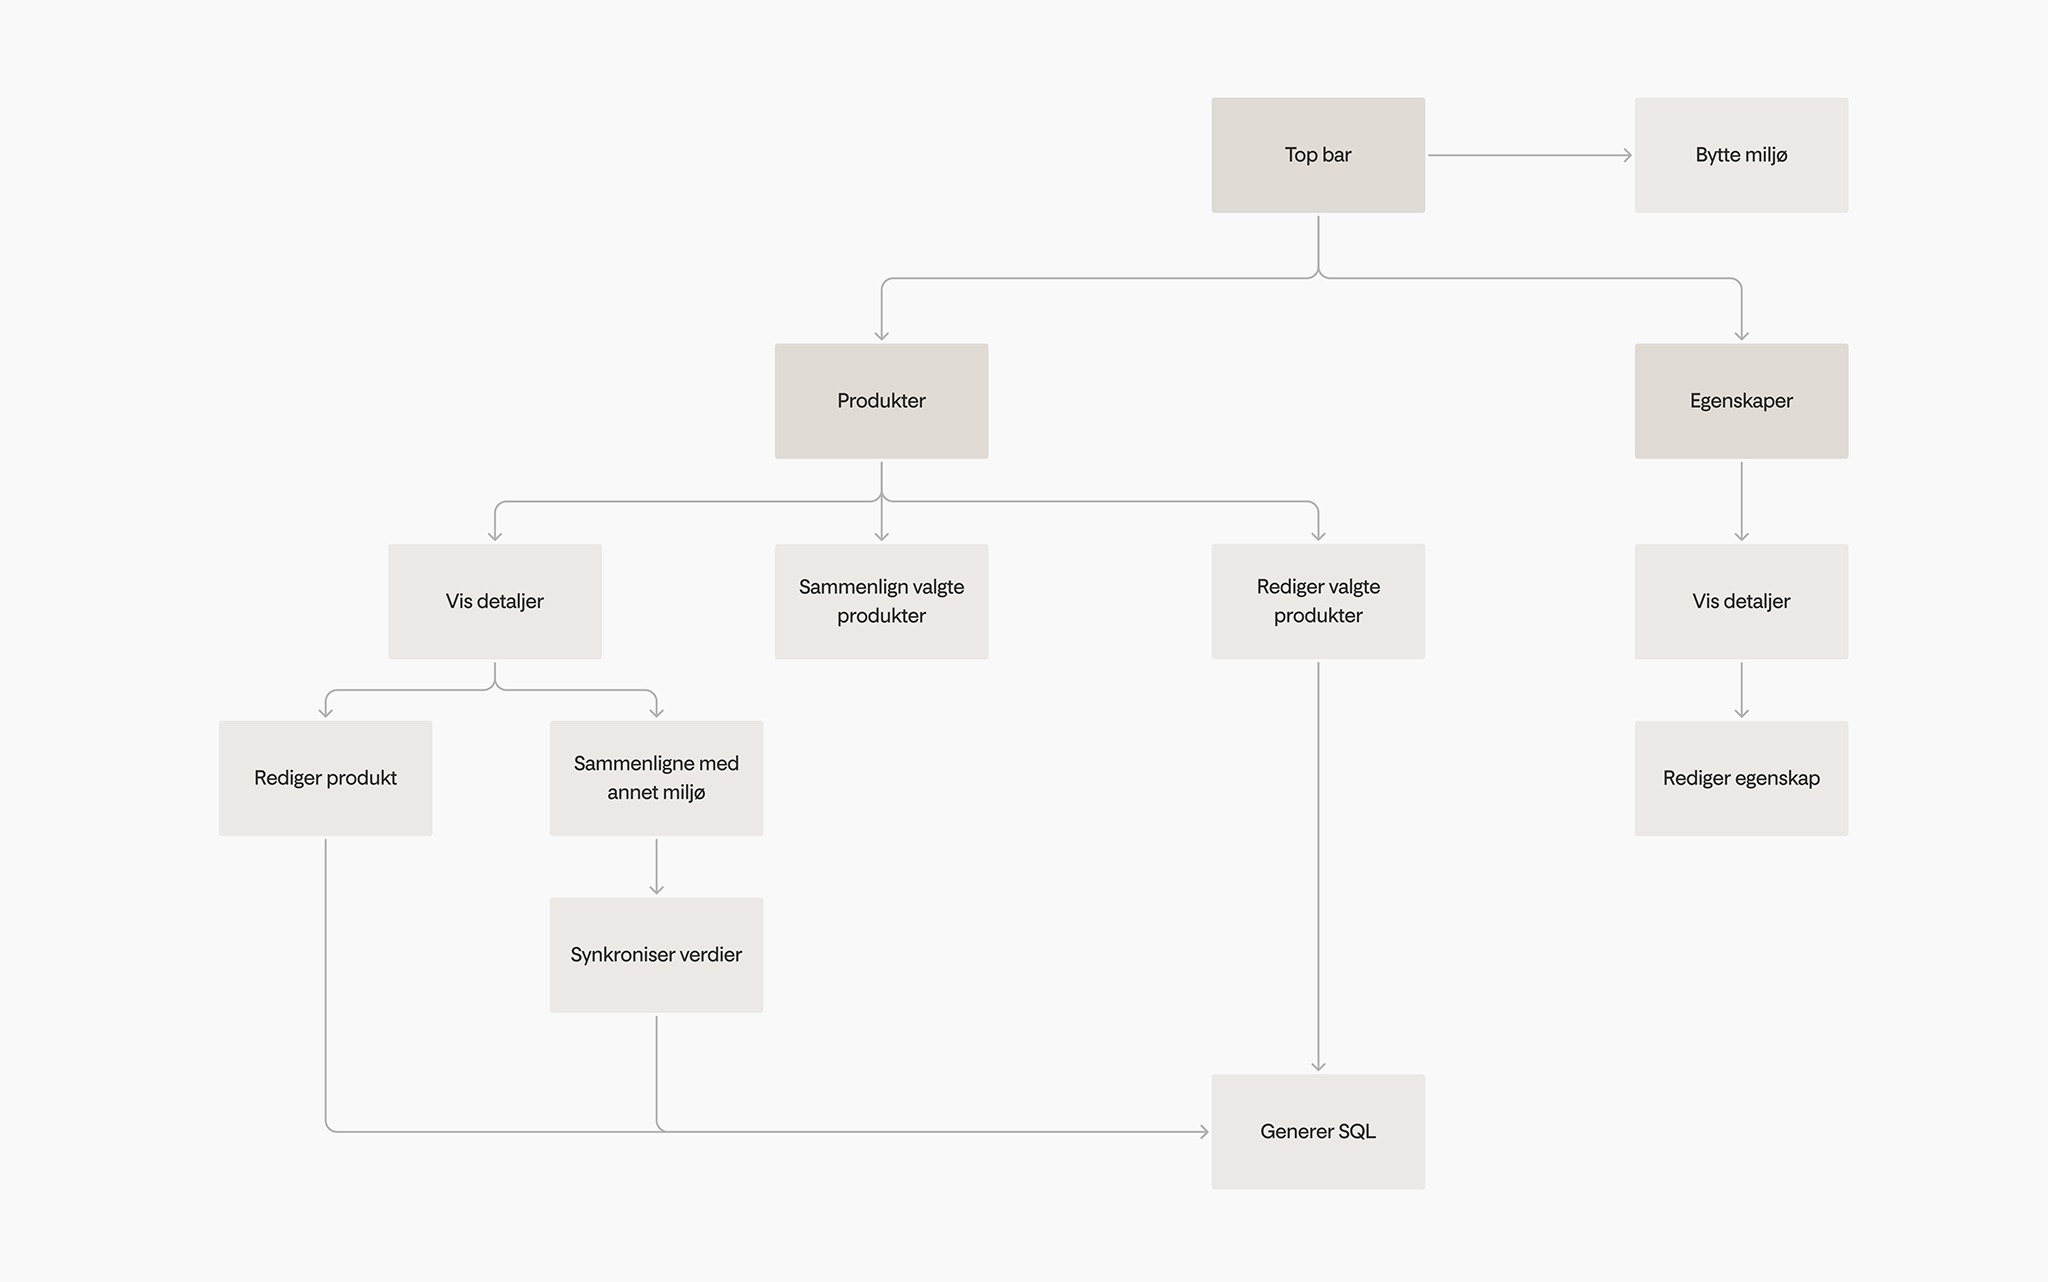 Top bar
Bytte miljø
Produkter
Egenskaper
Vis detaljer
Sammenlign valgte
produkter
Rediger valgte
produkter
Vis detaljer
Rediger produkt
Sammenligne med
annet miljø
Rediger egenskap
Synkroniser verdier
Generer SQL